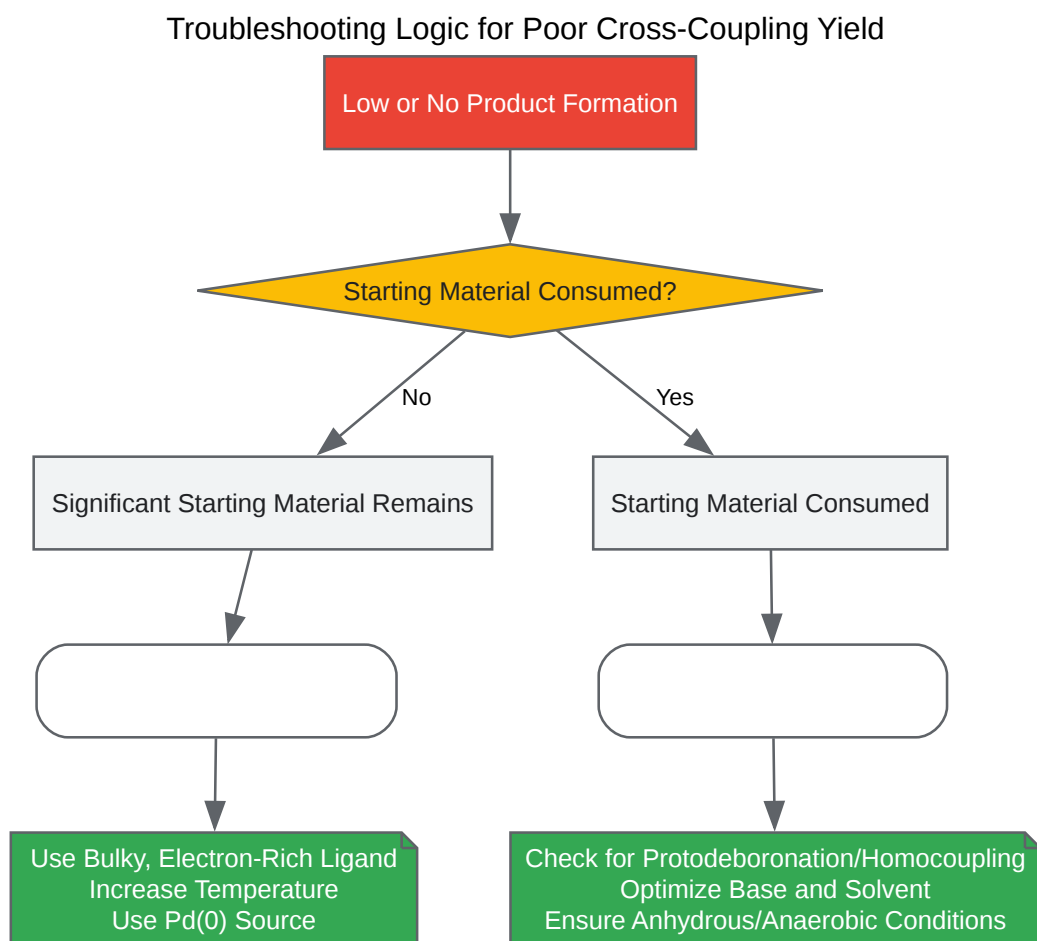 Troubleshooting Logic for Poor Cross-Coupling Yield
Low or No Product Formation
Starting Material Consumed?
No
Yes
Significant Starting Material Remains
Starting Material Consumed
Use Bulky, Electron-Rich Ligand
Increase Temperature
Use Pd(0) Source
Check for Protodeboronation/Homocoupling
Optimize Base and Solvent
Ensure Anhydrous/Anaerobic Conditions